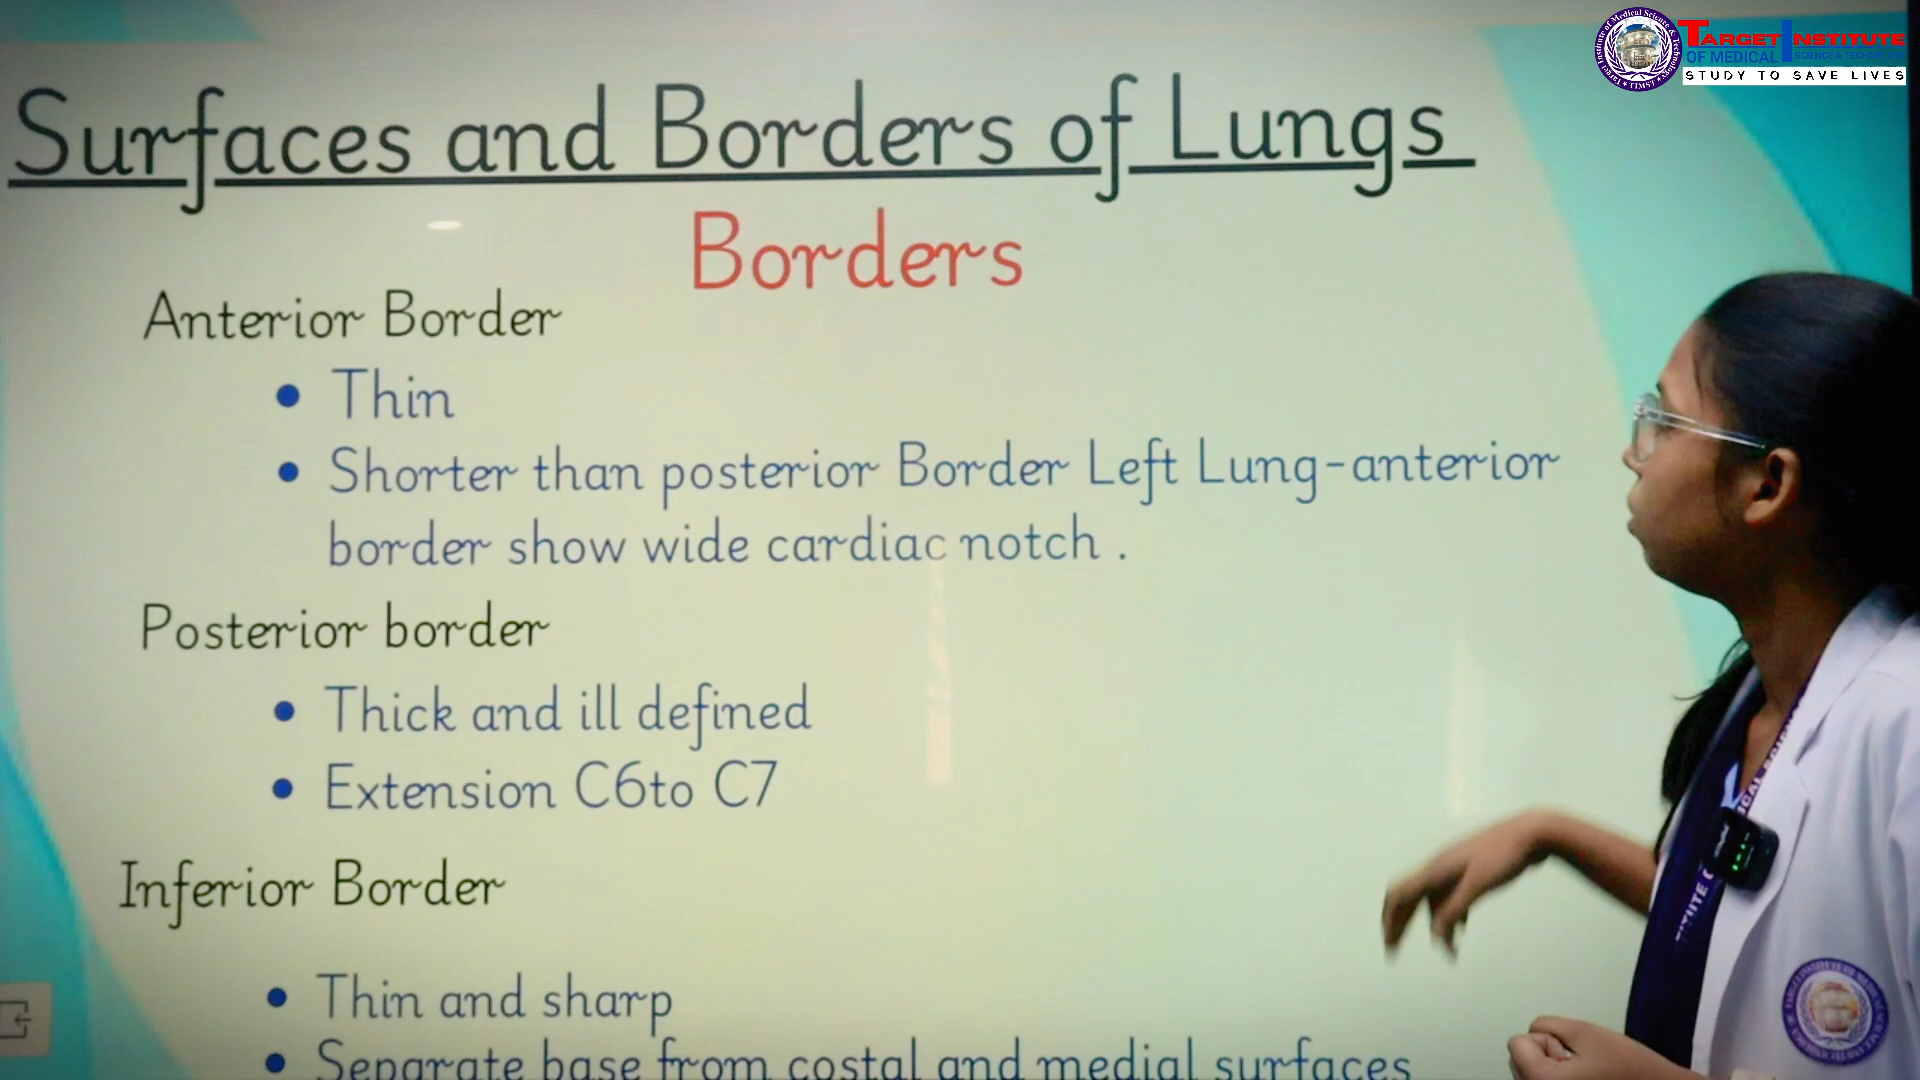 TARGET INSTITUTE
OF MEDICAL SCIENCE & TECHNOLOGY
STUDY TO SAVE LIVES
Surfaces and Borders of Lungs
Borders
Anterior Border
• Thin
• Shorter than posterior Border Left Lung-anterior
border show wide cardiac notch .
Posterior border
• Thick and ill defined
• Extension C6to C7
Inferior Border
• Thin and sharp
• Separate base from costal and medial surfaces